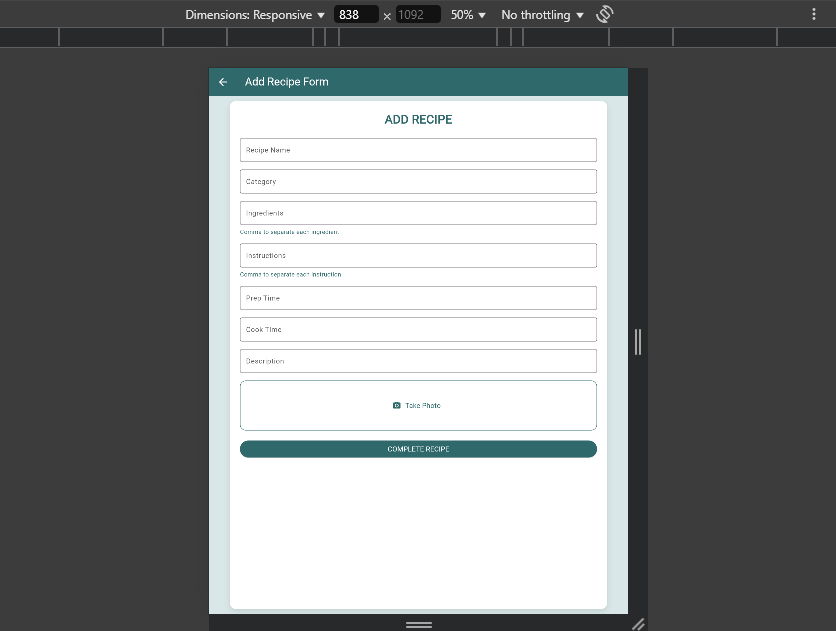 Dimensions: Responsive ▼ 838 × 1092 50% ▼ No throttling ▼
Add Recipe Form
ADD RECIPE
Recipe Name
Category
Ingredients
Comma to separate each ingredient
Instructions
Comma to separate each instruction
Prep Time
Cook Time
Description
Take Photo
COMPLETE RECIPE